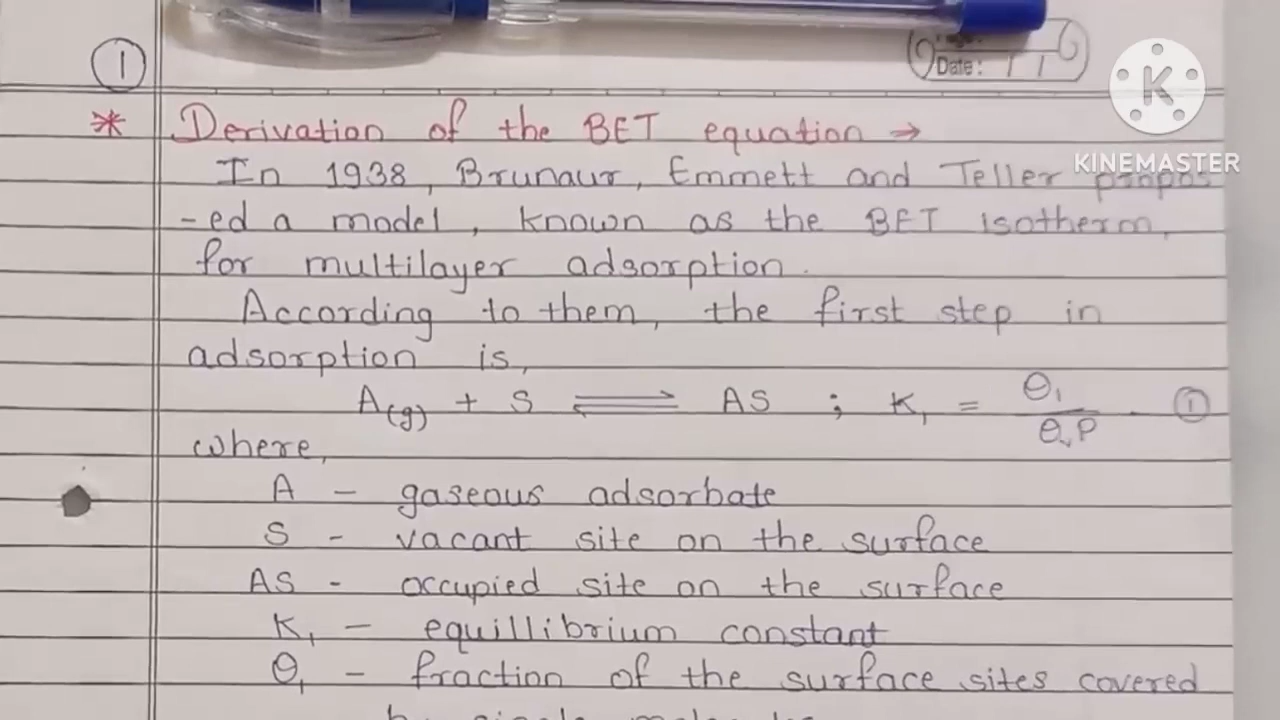 1
Date:
KINEMASTER
* Derivation of the BET equation →
In 1938, Brunaur, Emmett and Teller propos
-ed a model, known as the BET isotherm,
for multilayer adsorption.
According to them, the first step in
adsorption is,
A(g) + S ⇌ AS ; K₁ = θ₁ / θᵥP - ①
where,
A - gaseous adsorbate
S - vacant site on the surface
AS - occupied site on the surface
K₁ - equillibrium constant
θ₁ - fraction of the surface sites covered